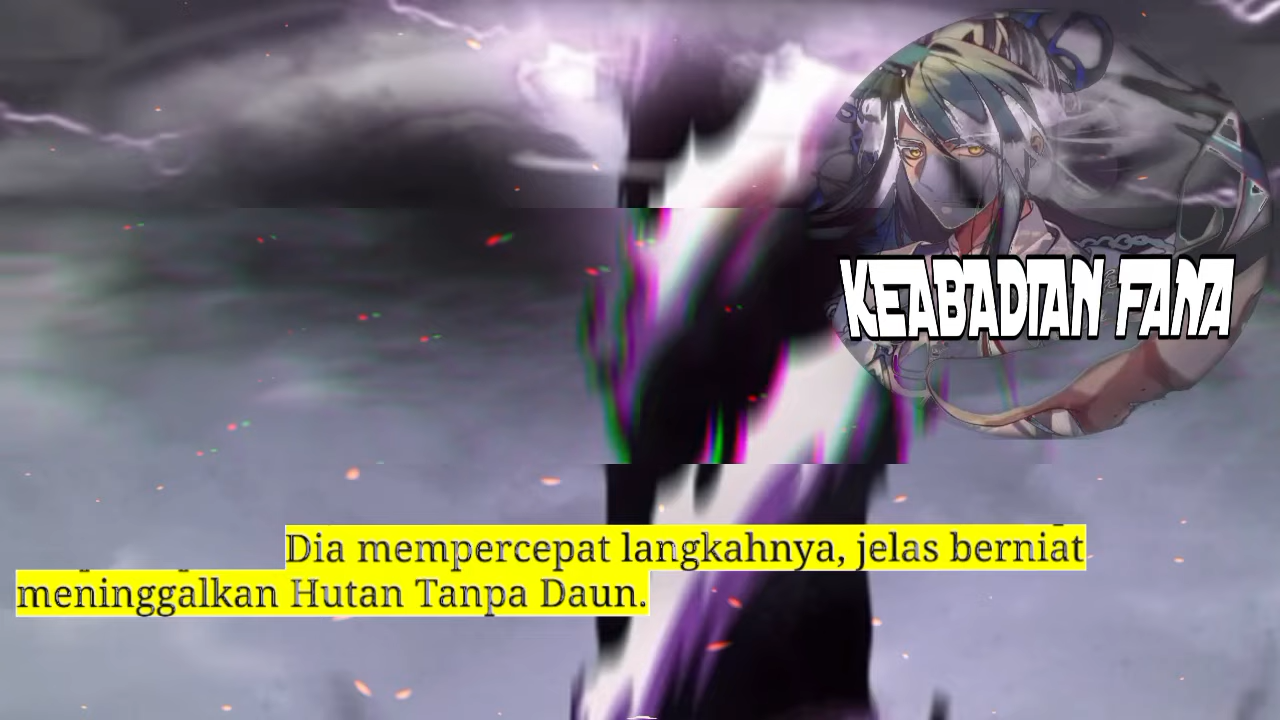 KEABADIAN FANA
Dia mempercepat langkahnya, jelas berniat
meninggalkan Hutan Tanpa Daun.